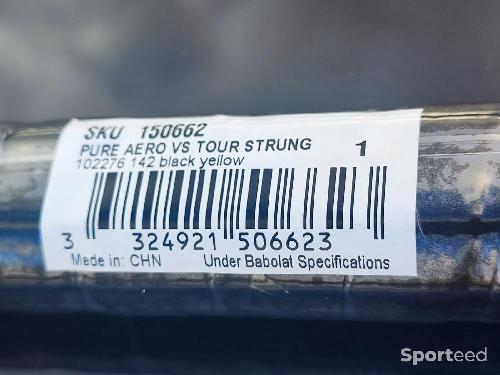 SKU 150662
PURE AERO VS TOUR STRUNG 1
102276 142 black yellow
3 324921 506623
Made in: CHN Under Babolat Specifications
Sporteed